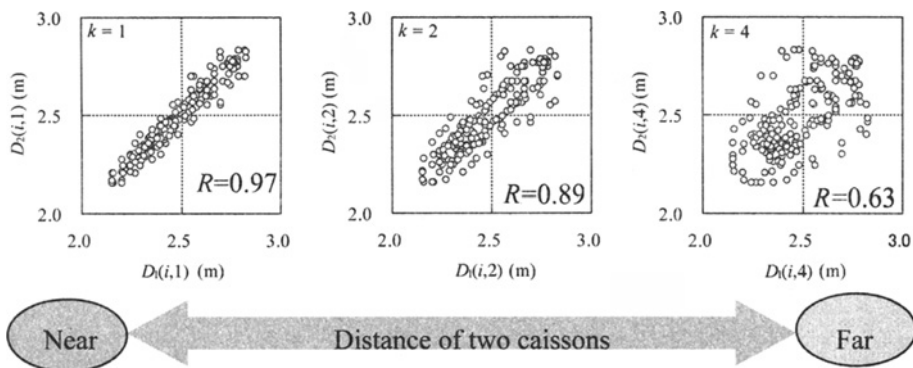 3.0
k = 1
D₂(i,1) (m)
2.5
R=0.97
2.0
2.0 2.5 3.0
D₁(i,1) (m)
3.0
k = 2
D₂(i,2) (m)
2.5
R=0.89
2.0
2.0 2.5 3.0
D₁(i,2) (m)
3.0
k = 4
D₂(i,4) (m)
2.5
R=0.63
2.0
2.0 2.5 3.0
D₁(i,4) (m)
Near
Distance of two caissons
Far